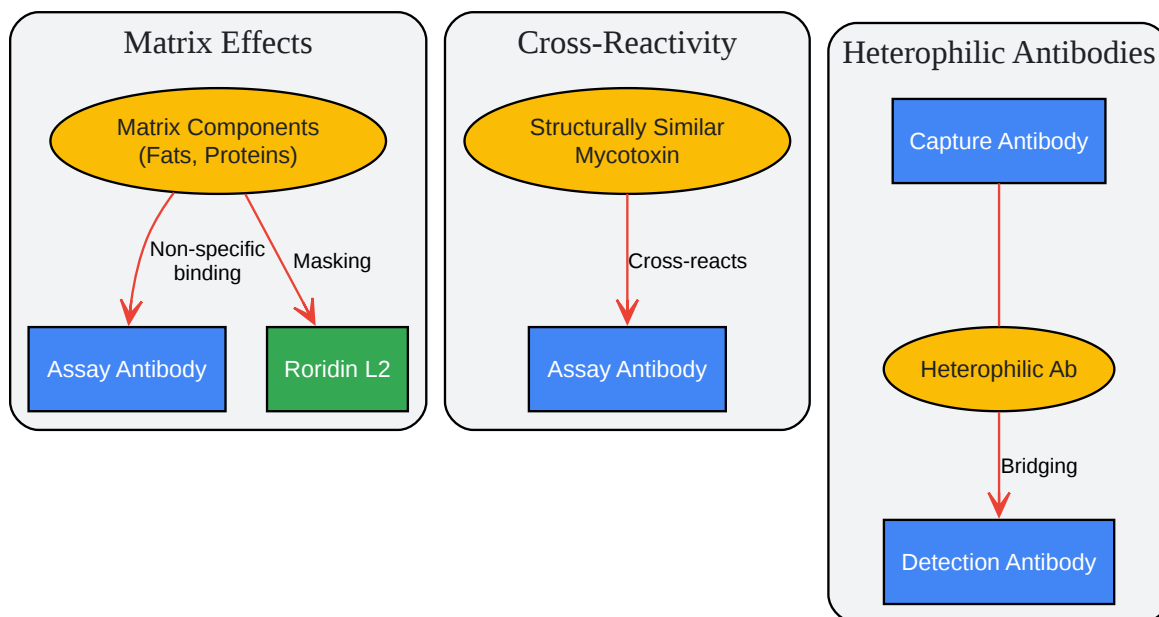 Matrix Effects
Matrix Components
(Fats, Proteins)
Non-specific
binding
Masking
Assay Antibody
Roridin L2
Cross-Reactivity
Structurally Similar
Mycotoxin
Cross-reacts
Assay Antibody
Heterophilic Antibodies
Capture Antibody
Heterophilic Ab
Bridging
Detection Antibody